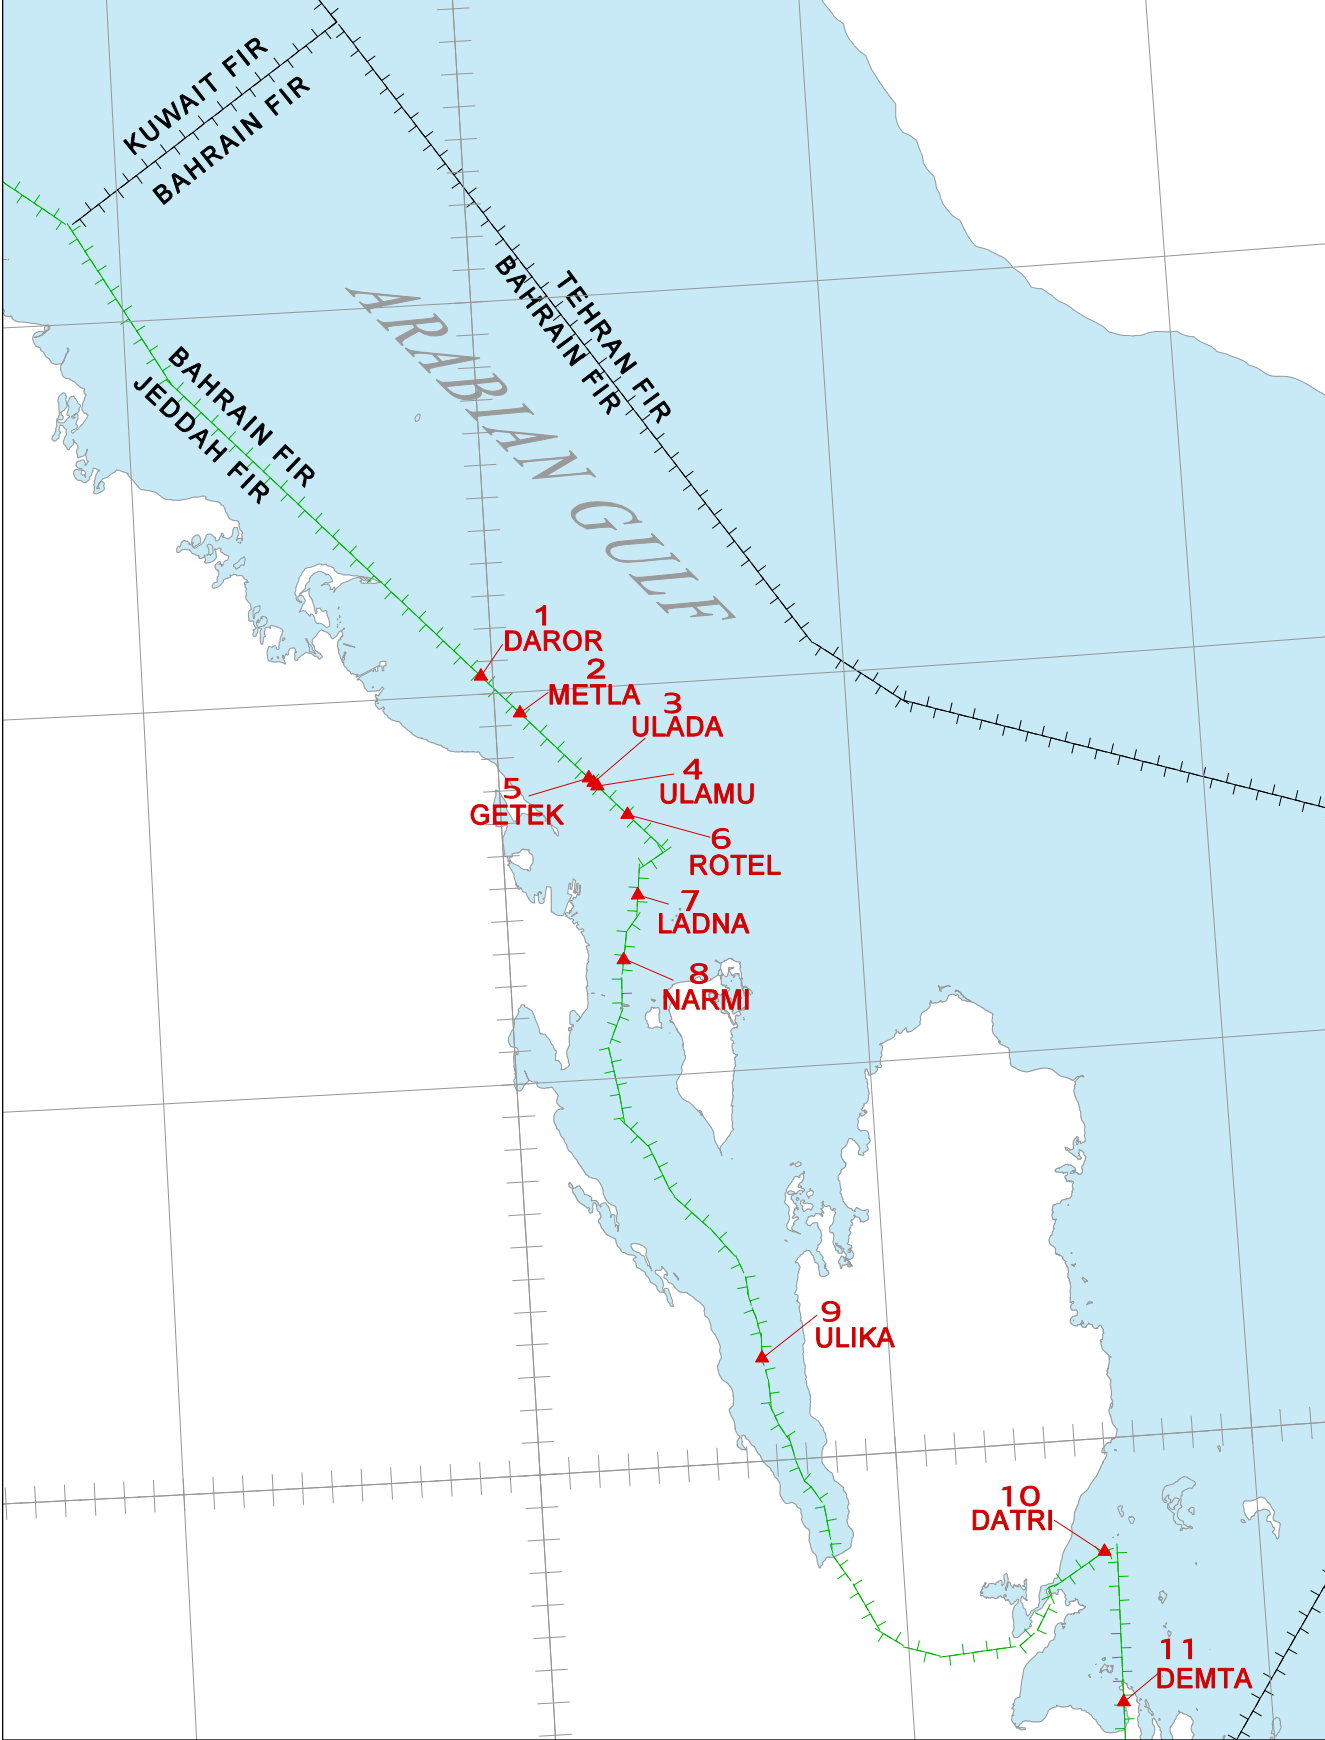 KUWAIT FIR
BAHRAIN FIR
TEHRAN FIR
BAHRAIN FIR
ARABIAN GULF
BAHRAIN FIR
JEDDAH FIR
1
DAROR
2
METLA
3
ULADA
4
ULAMU
5
GETEK
6
ROTEL
7
LADNA
8
NARMI
9
ULIKA
10
DATRI
11
DEMTA